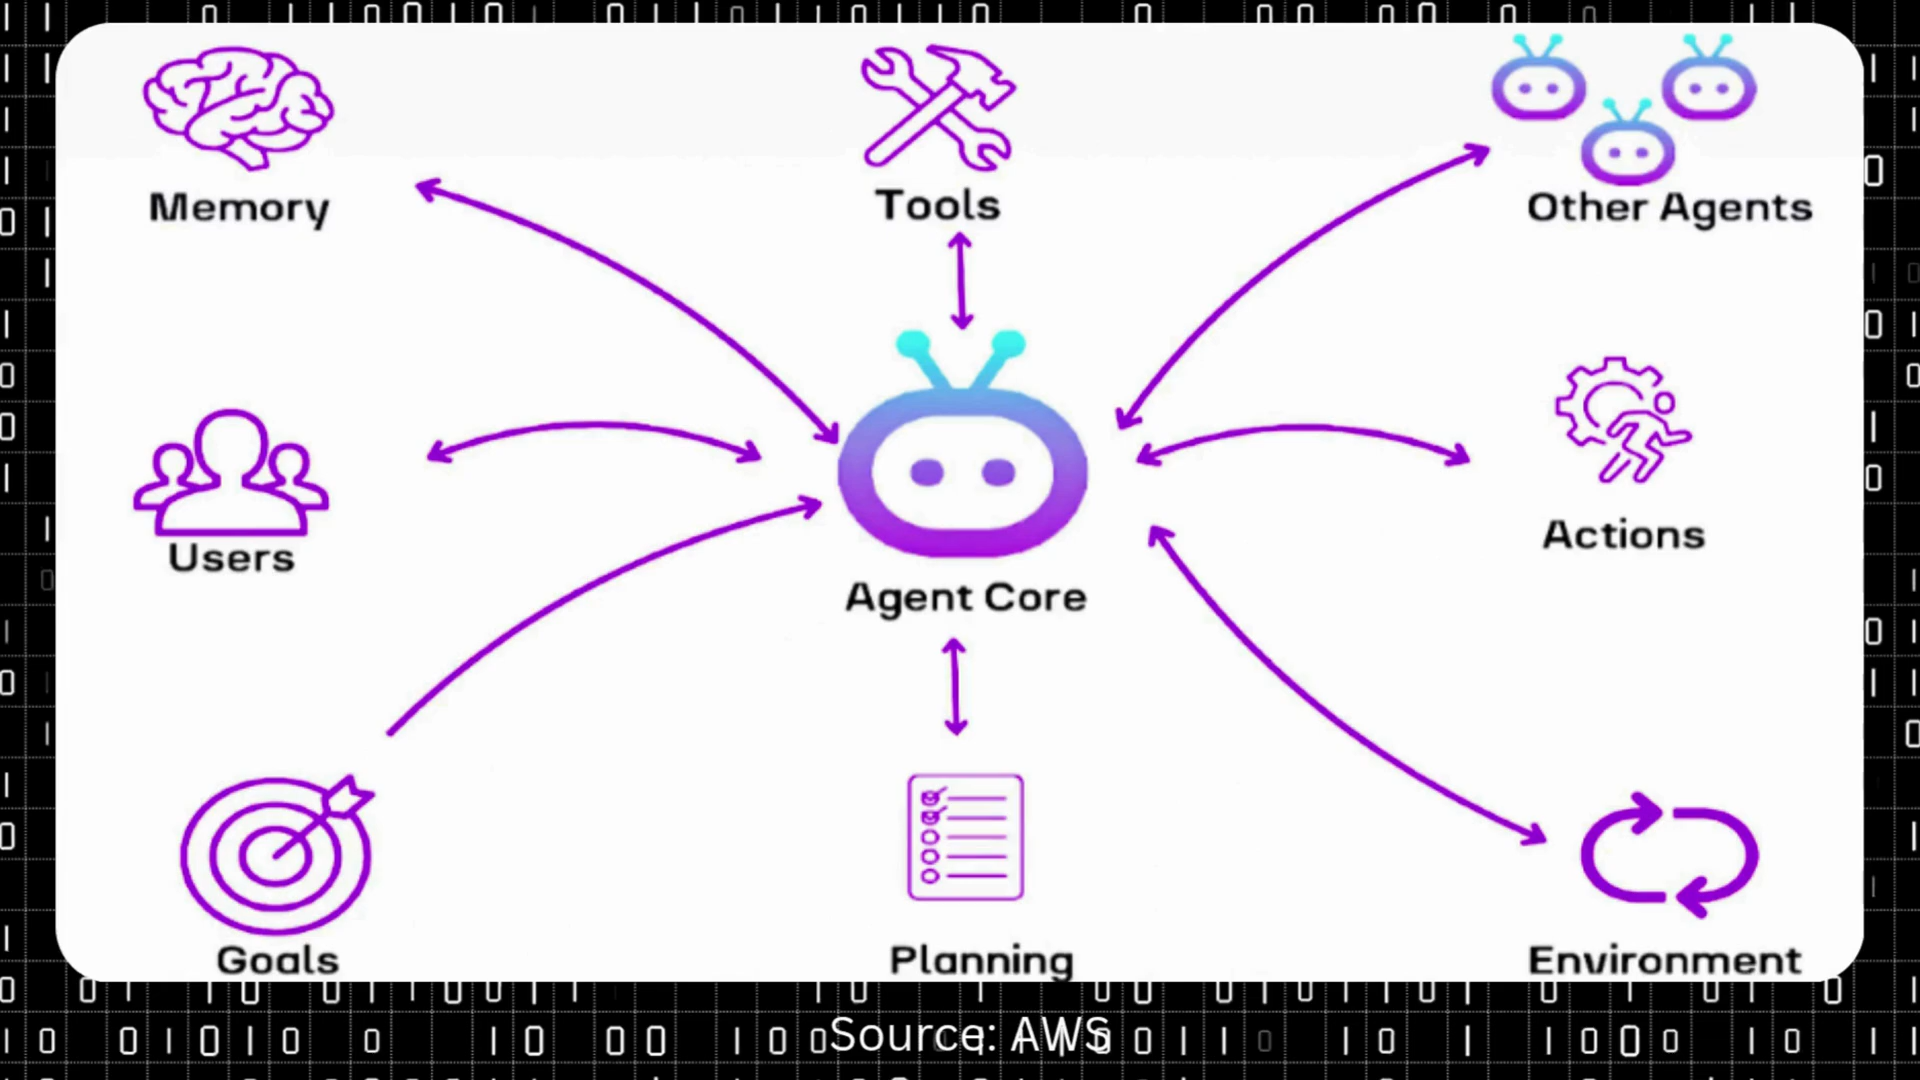 Memory
Tools
Other Agents
Users
Agent Core
Actions
Goals
Planning
Environment
Source: AWS